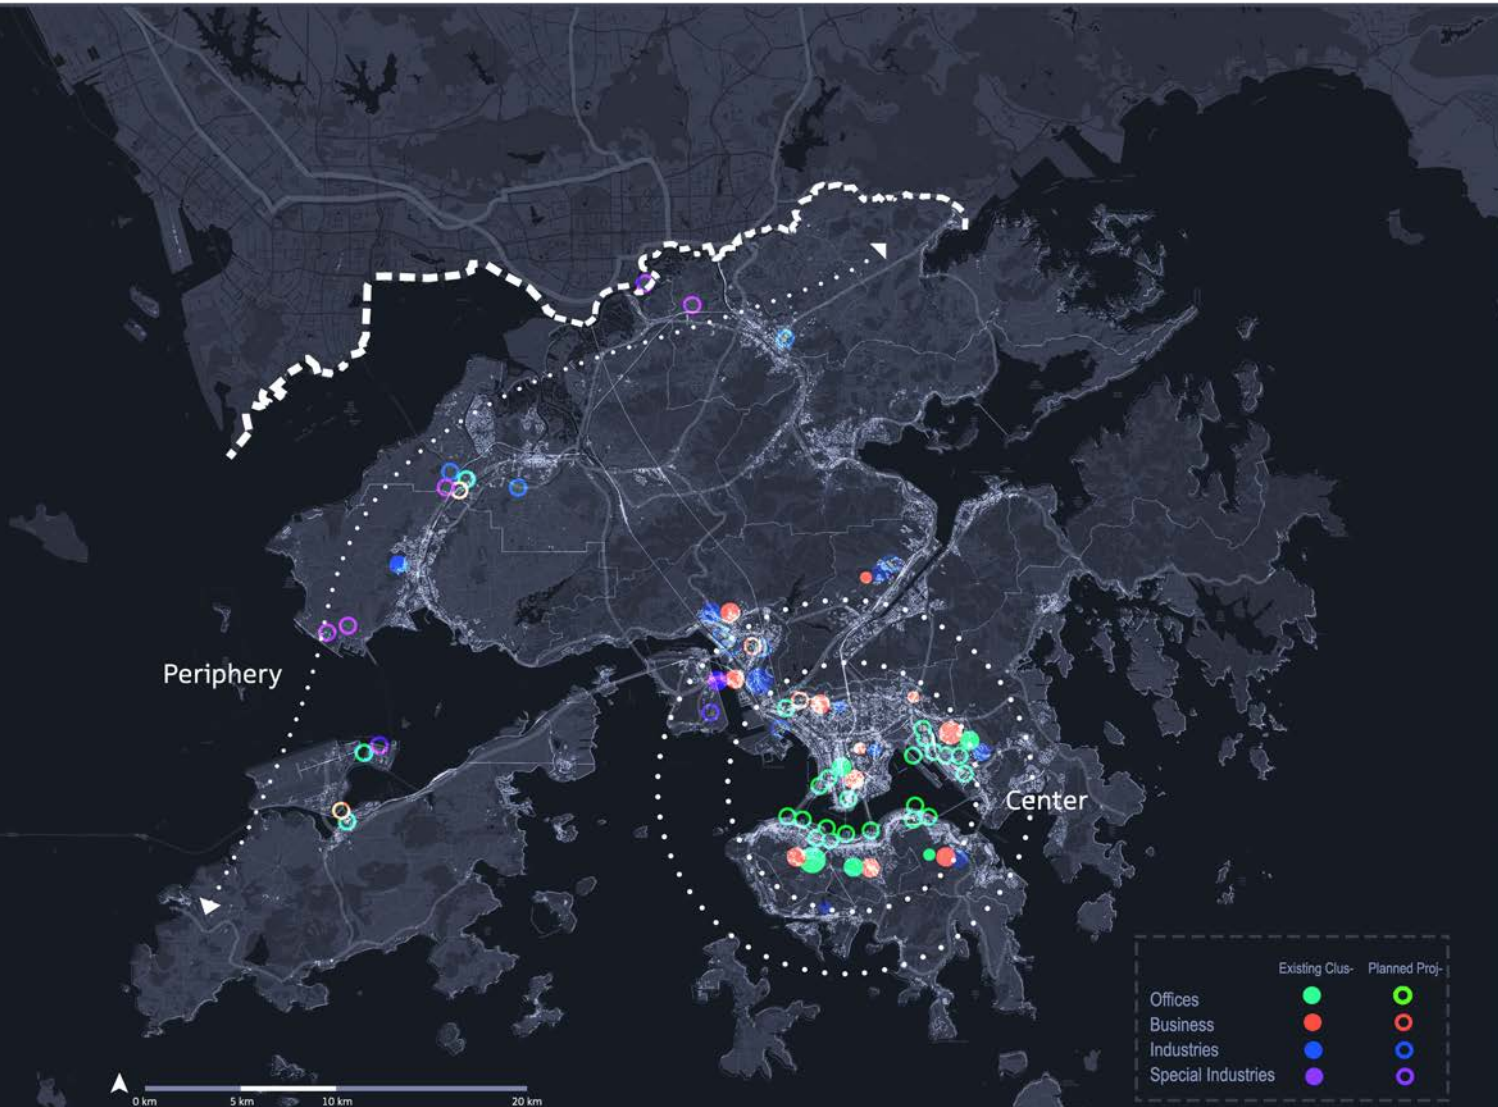 Periphery
Center
Existing Clus- Planned Proj-
Offices
Business
Industries
Special Industries
0 km 5 km 10 km 20 km